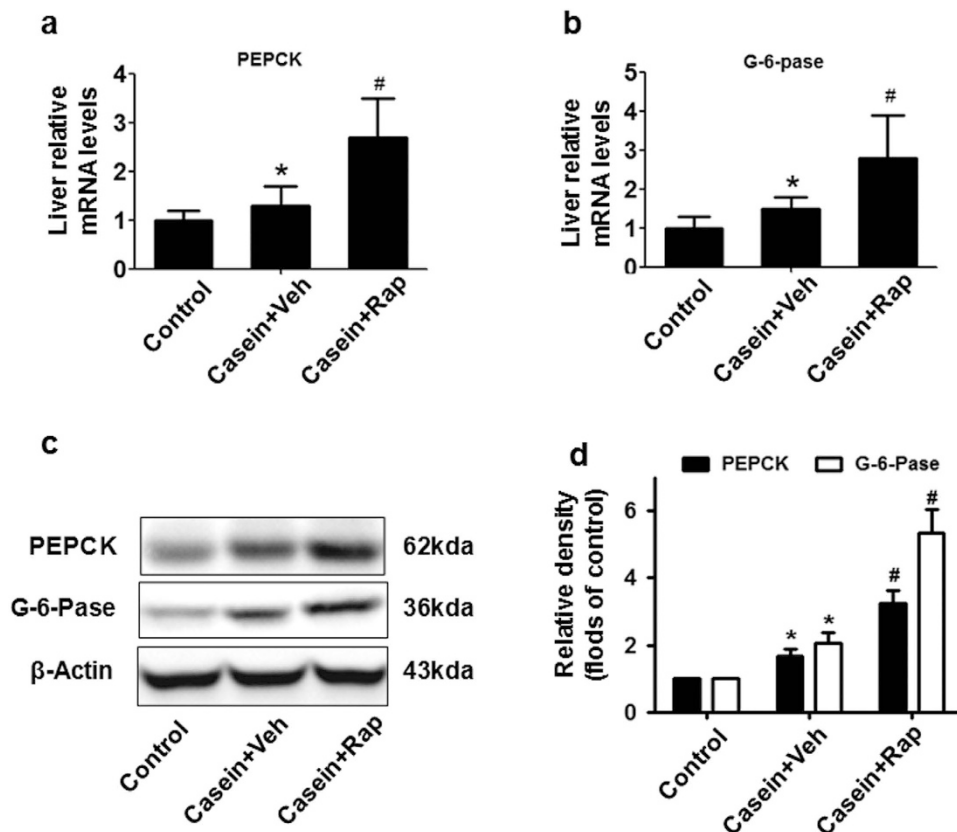 a
PEPCK
Liver relative
mRNA levels
4
3
2
1
0
*
#
Control
Casein+Veh
Casein+Rap
b
G-6-pase
Liver relative
mRNA levels
5
4
3
2
1
0
*
#
Control
Casein+Veh
Casein+Rap
c
PEPCK
62kda
G-6-Pase
36kda
β-Actin
43kda
Control
Casein+Veh
Casein+Rap
d
PEPCK
G-6-Pase
Relative density
(flods of control)
6
4
2
0
*
*
#
#
Control
Casein+Veh
Casein+Rap